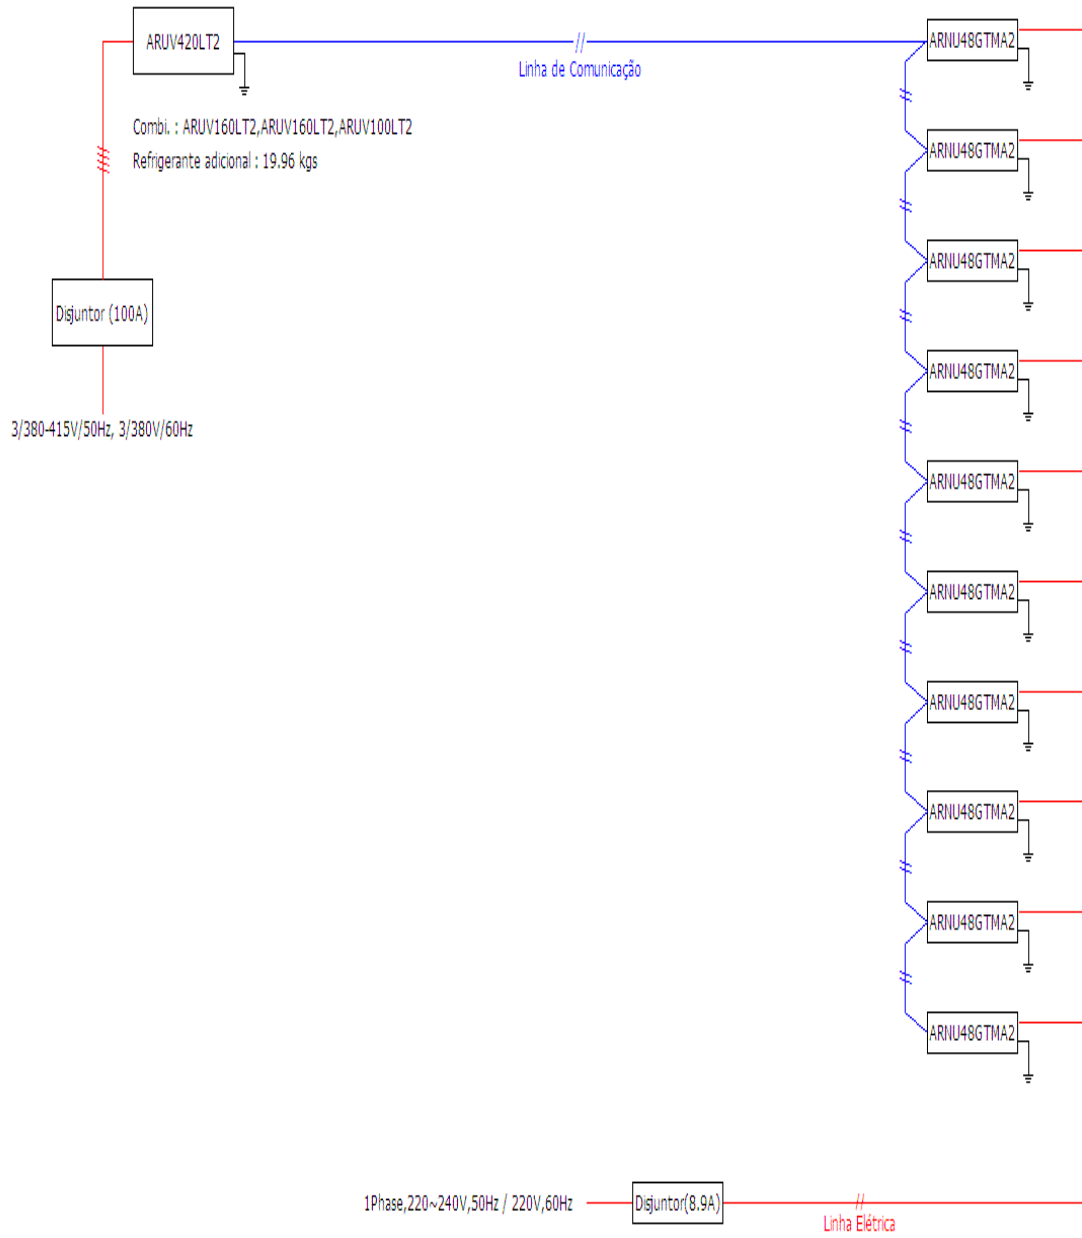 ARUV420LT2
Linha de Comunicação
Combi. : ARUV160LT2,ARUV160LT2,ARUV100LT2
Refrigerante adicional : 19.96 kgs
Disjuntor (100A)
3/380-415V/50Hz, 3/380V/60Hz
ARNU48GTMA2
ARNU48GTMA2
ARNU48GTMA2
ARNU48GTMA2
ARNU48GTMA2
ARNU48GTMA2
ARNU48GTMA2
ARNU48GTMA2
ARNU48GTMA2
ARNU48GTMA2
1Phase,220~240V,50Hz / 220V,60Hz
Disjuntor(8.9A)
Linha Elétrica